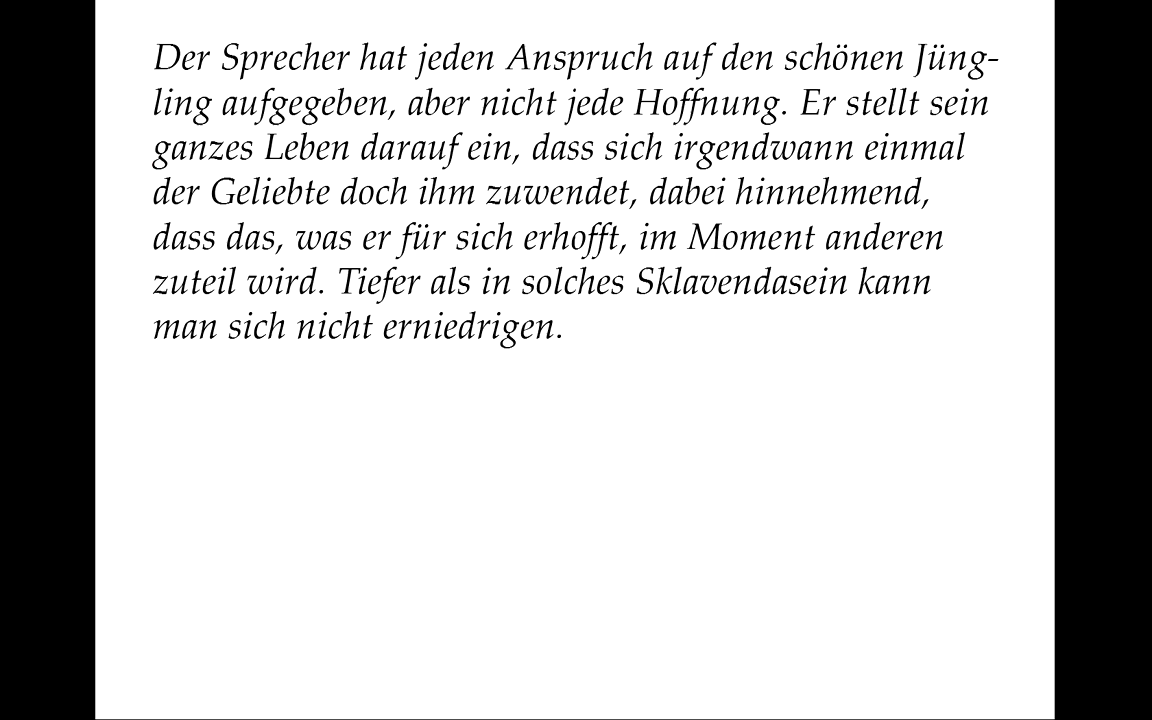 Der Sprecher hat jeden Anspruch auf den schönen Jüng-
ling aufgegeben, aber nicht jede Hoffnung. Er stellt sein
ganzes Leben darauf ein, dass sich irgendwann einmal
der Geliebte doch ihm zuwendet, dabei hinnehmend,
dass das, was er für sich erhofft, im Moment anderen
zuteil wird. Tiefer als in solches Sklavendasein kann
man sich nicht erniedrigen.